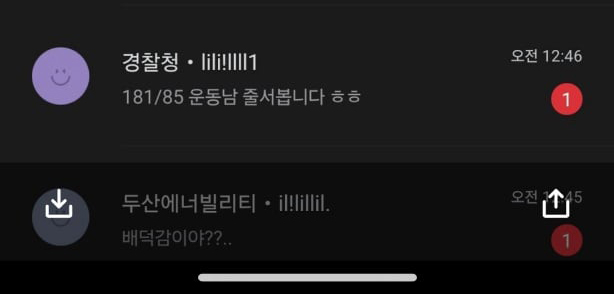 경찰청 • lili!llll1
오전 12:46
181/85 운동남 줄서봅니다 ㅎㅎ
1
두산에너빌리티 • il!lillil.
오전 12:45
배덕감이야??..
1